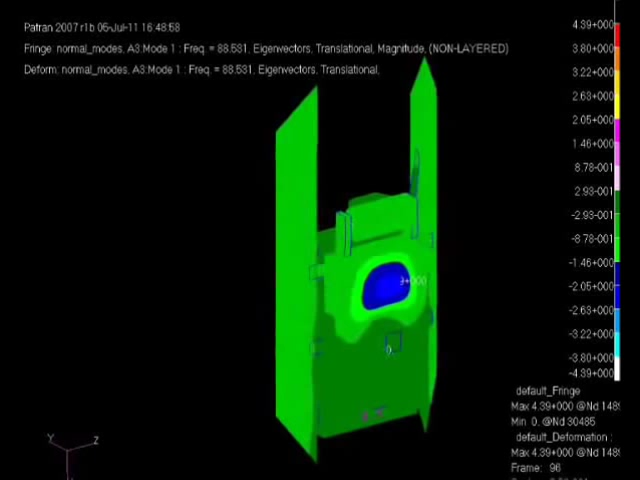 Patran 2007 r1b 05-Jul-11 16:48:58
Fringe: normal_modes, A3:Mode 1 : Freq. = 88.531, Eigenvectors, Translational, Magnitude, (NON-LAYERED)
Deform: normal_modes, A3:Mode 1 : Freq. = 88.531, Eigenvectors, Translational,
4.39+000
3.80+000
3.22+000
2.63+000
2.05+000
1.46+000
8.78-001
2.93-001
-2.93-001
-8.78-001
-1.46+000
-2.05+000
-2.63+000
-3.22+000
-3.80+000
-4.39+000
Y
Z
default_Fringe
Max 4.39+000 @Nd 148
Min 0. @Nd 30485
default_Deformation :
Max 4.39+000 @Nd 148
Frame: 96